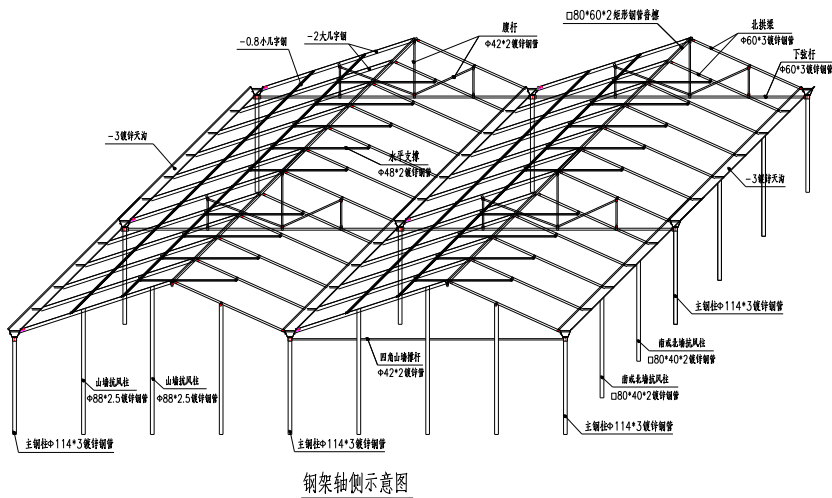 -2大几字钢
腹杆
Φ42*2镀锌钢管
□80*60*2矩形钢管脊檩
北拱梁
Φ60*3镀锌钢管
-0.8小几字钢
下弦杆
Φ60*3镀锌钢管
-3镀锌天沟
水平支撑
Φ48*2镀锌钢管
-3镀锌天沟
主钢柱Φ114*3镀锌钢管
南或北墙抗风柱
□80*40*2镀锌钢管
四角山墙撑杆
Φ42*2镀锌管
山墙抗风柱
Φ88*2.5镀锌钢管
山墙抗风柱
Φ88*2.5镀锌钢管
南或北墙抗风柱
□80*40*2镀锌钢管
主钢柱Φ114*3镀锌钢管
主钢柱Φ114*3镀锌钢管
主钢柱Φ114*3镀锌钢管
钢架轴侧示意图